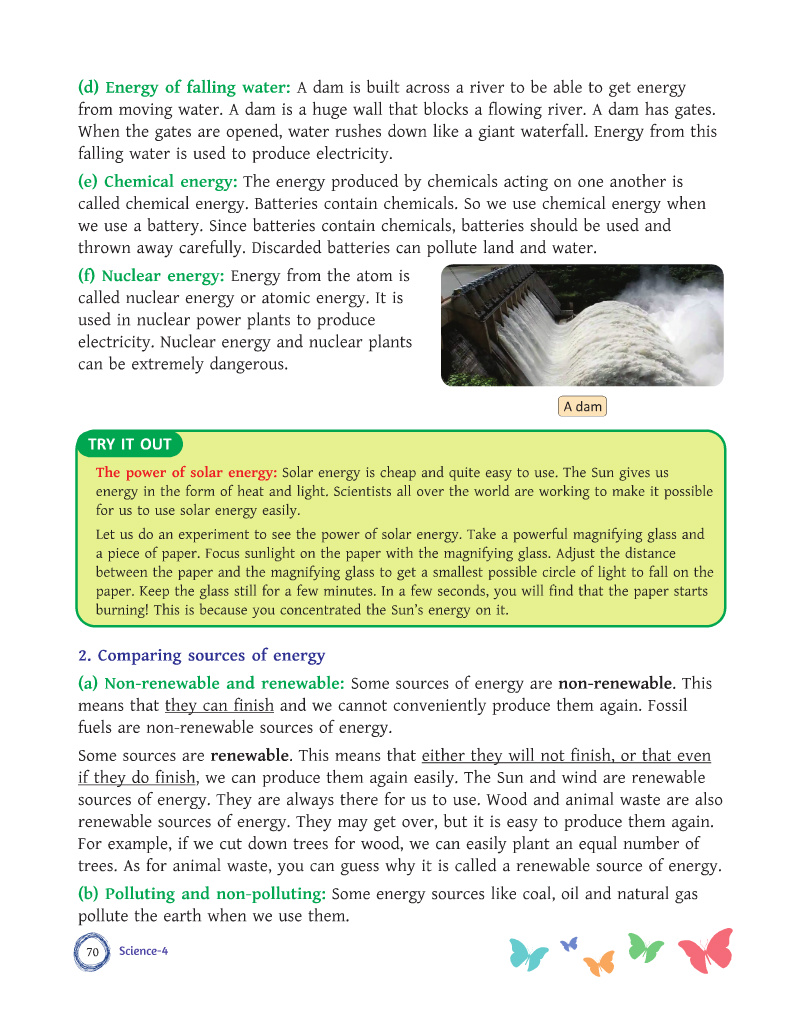 (d) Energy of falling water: A dam is built across a river to be able to get energy
from moving water. A dam is a huge wall that blocks a flowing river. A dam has gates.
When the gates are opened, water rushes down like a giant waterfall. Energy from this
falling water is used to produce electricity.
(e) Chemical energy: The energy produced by chemicals acting on one another is
called chemical energy. Batteries contain chemicals. So we use chemical energy when
we use a battery. Since batteries contain chemicals, batteries should be used and
thrown away carefully. Discarded batteries can pollute land and water.
(f) Nuclear energy: Energy from the atom is
called nuclear energy or atomic energy. It is
used in nuclear power plants to produce
electricity. Nuclear energy and nuclear plants
can be extremely dangerous.
A dam
TRY IT OUT
The power of solar energy: Solar energy is cheap and quite easy to use. The Sun gives us
energy in the form of heat and light. Scientists all over the world are working to make it possible
for us to use solar energy easily.
Let us do an experiment to see the power of solar energy. Take a powerful magnifying glass and
a piece of paper. Focus sunlight on the paper with the magnifying glass. Adjust the distance
between the paper and the magnifying glass to get a smallest possible circle of light to fall on the
paper. Keep the glass still for a few minutes. In a few seconds, you will find that the paper starts
burning! This is because you concentrated the Sun's energy on it.
2. Comparing sources of energy
(a) Non-renewable and renewable: Some sources of energy are non-renewable. This
means that they can finish and we cannot conveniently produce them again. Fossil
fuels are non-renewable sources of energy.
Some sources are renewable. This means that either they will not finish, or that even
if they do finish, we can produce them again easily. The Sun and wind are renewable
sources of energy. They are always there for us to use. Wood and animal waste are also
renewable sources of energy. They may get over, but it is easy to produce them again.
For example, if we cut down trees for wood, we can easily plant an equal number of
trees. As for animal waste, you can guess why it is called a renewable source of energy.
(b) Polluting and non-polluting: Some energy sources like coal, oil and natural gas
pollute the earth when we use them.
70 Science-4